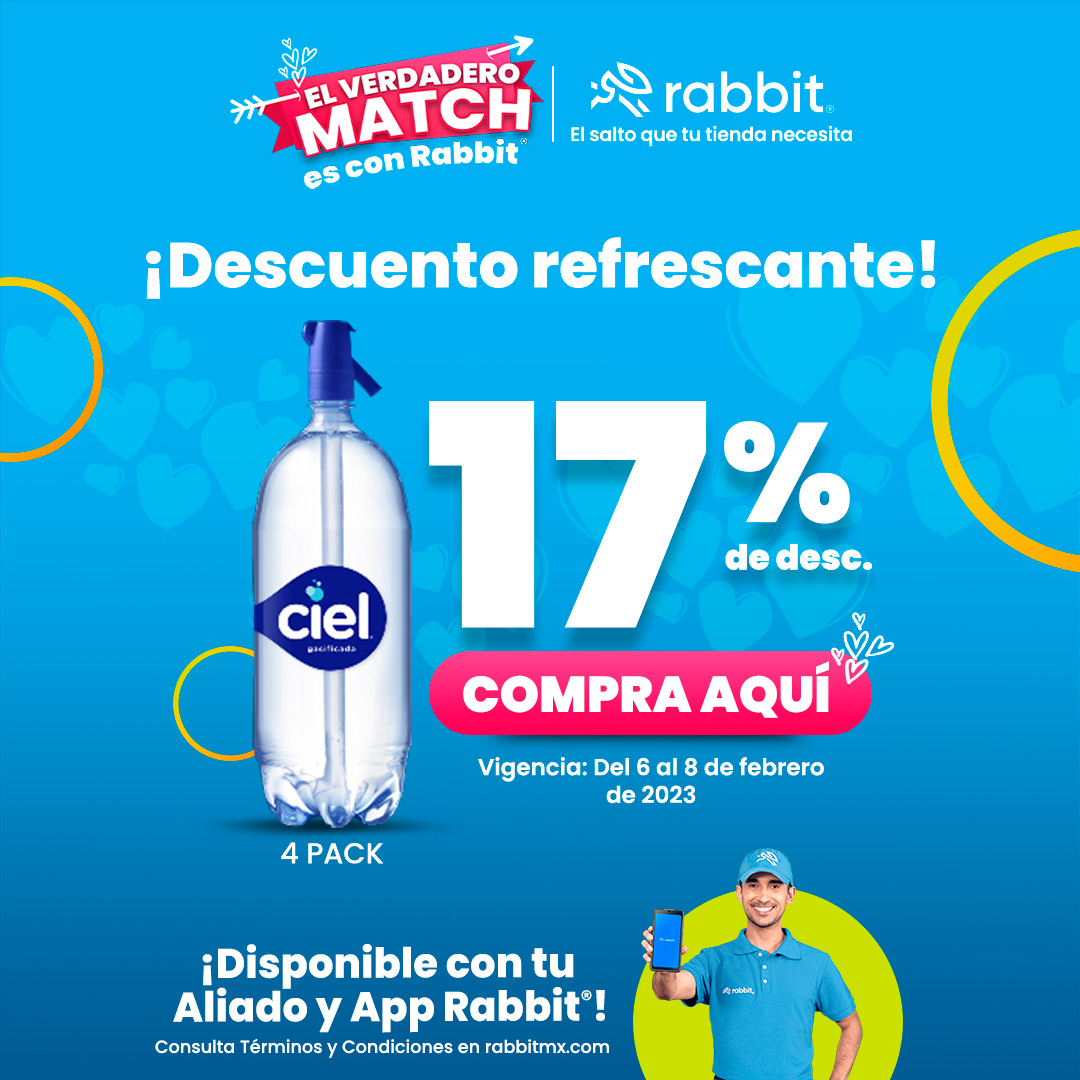 EL VERDADERO
MATCH
es con Rabbit®
rabbit®
El salto que tu tienda necesita
¡Descuento refrescante!
17%
de desc.
ciel
gasificada
COMPRA AQUÍ
Vigencia: Del 6 al 8 de febrero
de 2023
4 PACK
rabbit
rabbit
¡Disponible con tu
Aliado y App Rabbit®!
Consulta Términos y Condiciones en rabbitmx.com